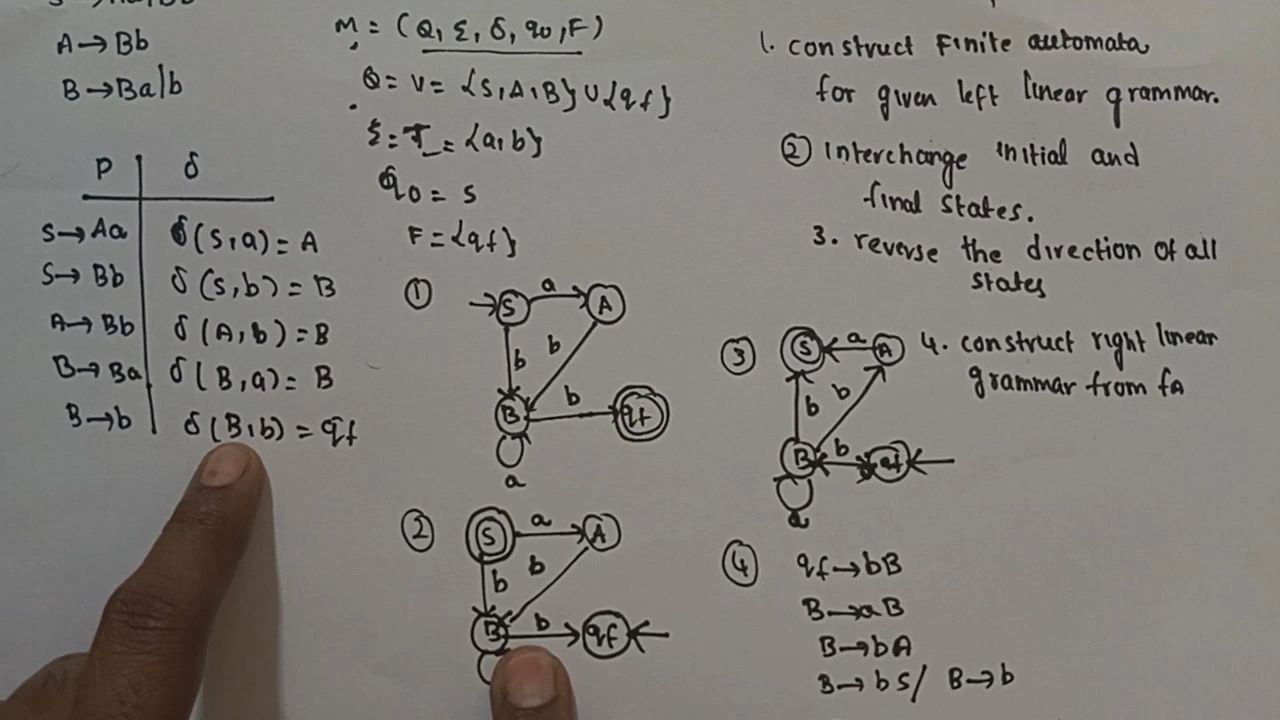 A→Bb
B→Ba|b
P δ
S→Aa δ(S,a)=A
S→Bb δ(S,b)=B
A→Bb δ(A,b)=B
B→Ba δ(B,a)=B
B→b δ(B,b)=qf
M = (Q, Σ, δ, q0, F)
Q = V = {S,A,B} ∪ {qf}
Σ = T = {a,b}
q0 = S
F = {qf}
① S a A
b b
B b qf
a
② S a A
b b
B b qf
1. construct Finite automata
for given left linear grammar.
② Interchange initial and
final states.
3. reverse the direction of all
states
③ S a A
b b
B b qf
a
4. construct right linear
grammar from fA
④ qf→bB
B→aB
B→bA
B→bS/ B→b